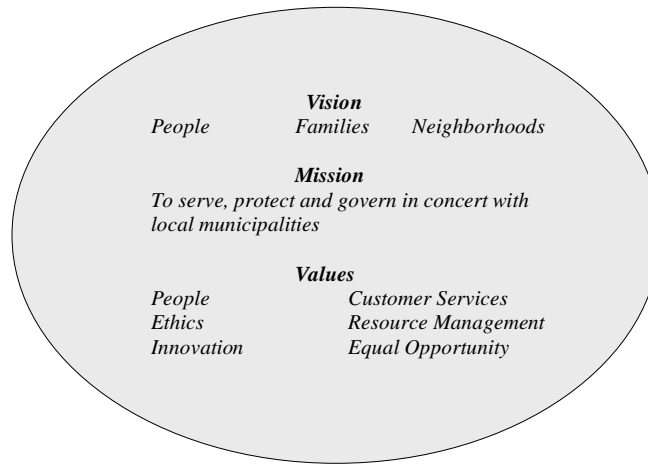 Vision
People Families Neighborhoods
Mission
To serve, protect and govern in concert with
local municipalities
Values
People Customer Services
Ethics Resource Management
Innovation Equal Opportunity